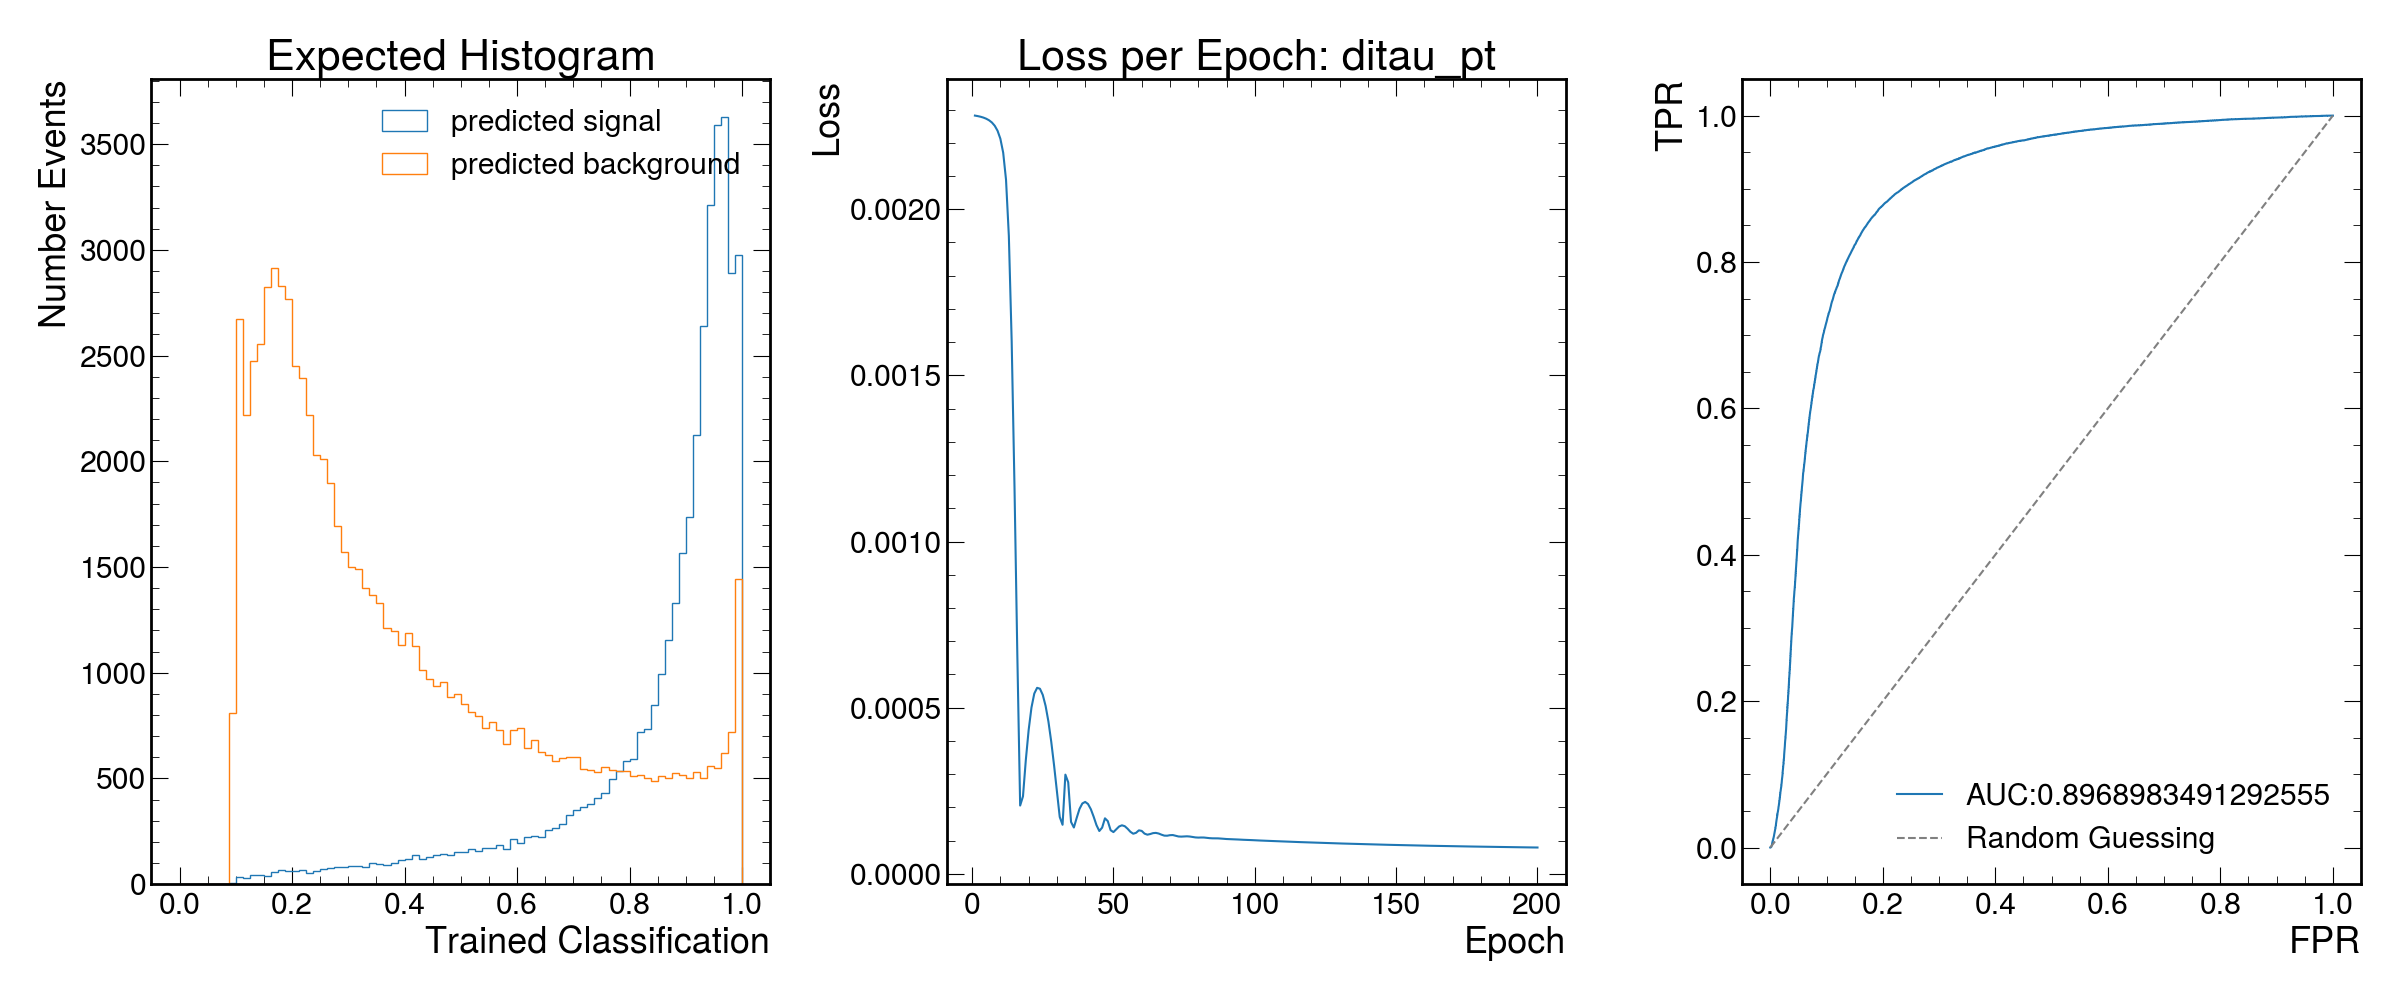 Expected Histogram
Number Events
predicted signal
predicted background
3500
3000
2500
2000
1500
1000
500
0
0.0 0.2 0.4 0.6 0.8 1.0
Trained Classification
Loss per Epoch: ditau_pt
Loss
0.0020
0.0015
0.0010
0.0005
0.0000
0 50 100 150 200
Epoch
TPR
1.0
0.8
0.6
0.4
0.2
0.0
AUC:0.8968983491292555
Random Guessing
0.0 0.2 0.4 0.6 0.8 1.0
FPR